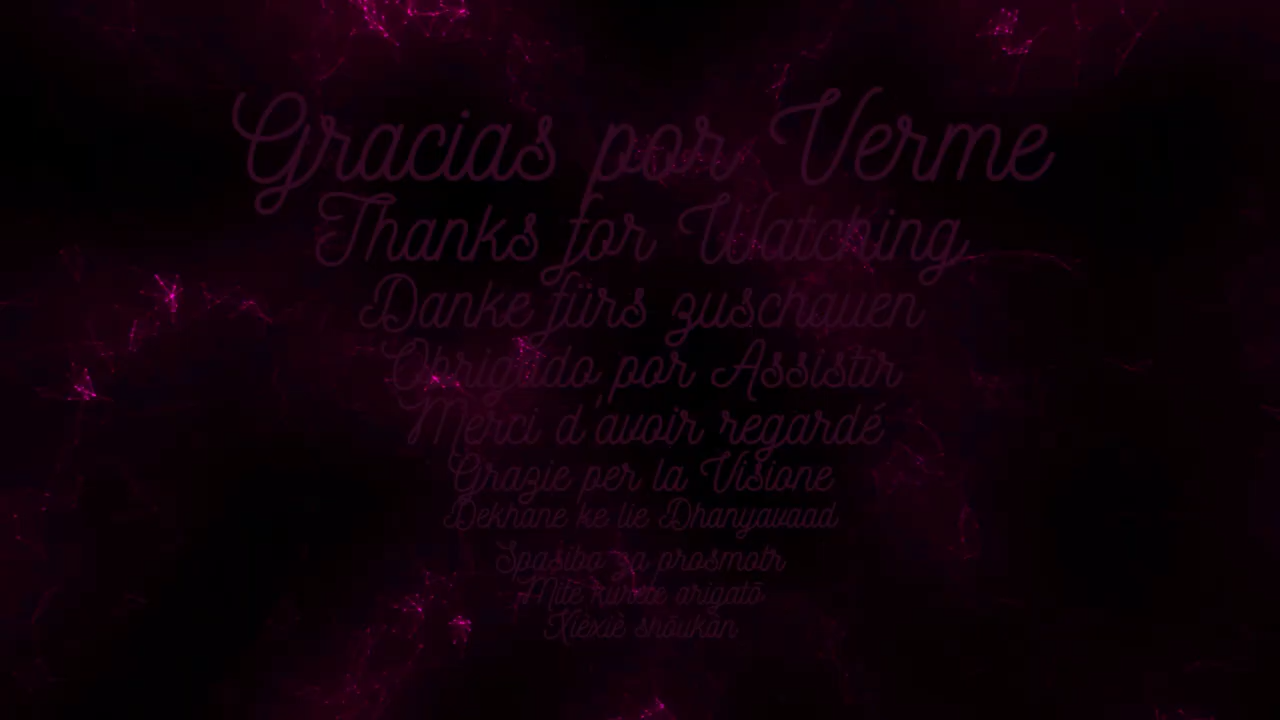 Gracias por Verme
Thanks for Watching
Danke fürs zuschauen
Obrigado por Assistir
Merci d'avoir regardé
Grazie per la Visione
Dekhane ke lie Dhanyavaad
Spasibo za prosmotr
Mite kurete arigatō
Xièxiè shōukàn